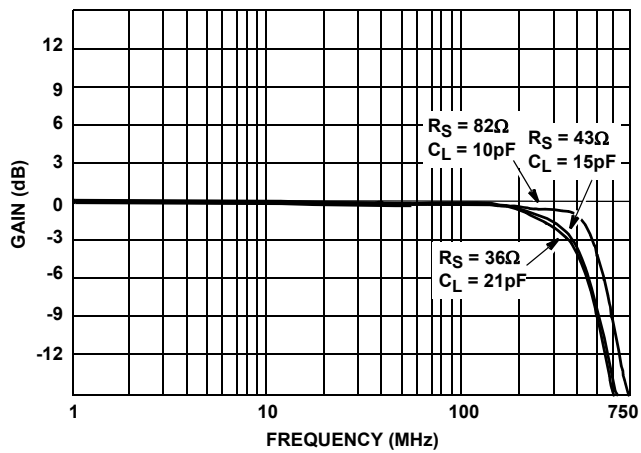 12
9
6
3
0
-3
-6
-9
-12
GAIN (dB)
RS = 82Ω
CL = 10pF
RS = 43Ω
CL = 15pF
RS = 36Ω
CL = 21pF
1
10
100
750
FREQUENCY (MHz)